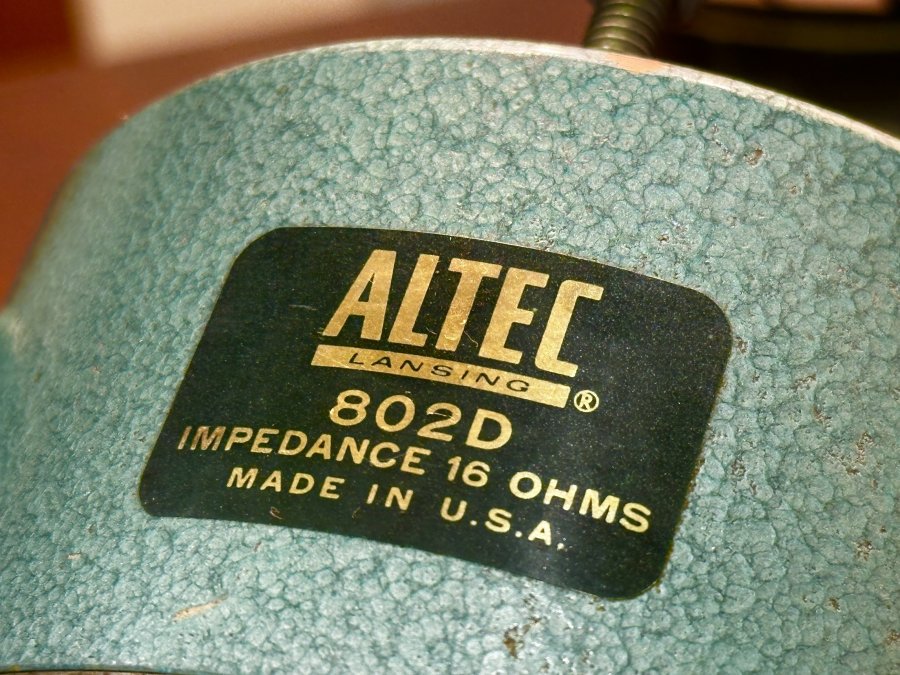 ALTEC
LANSING ®
802D
IMPEDANCE 16 OHMS
MADE IN U.S.A.